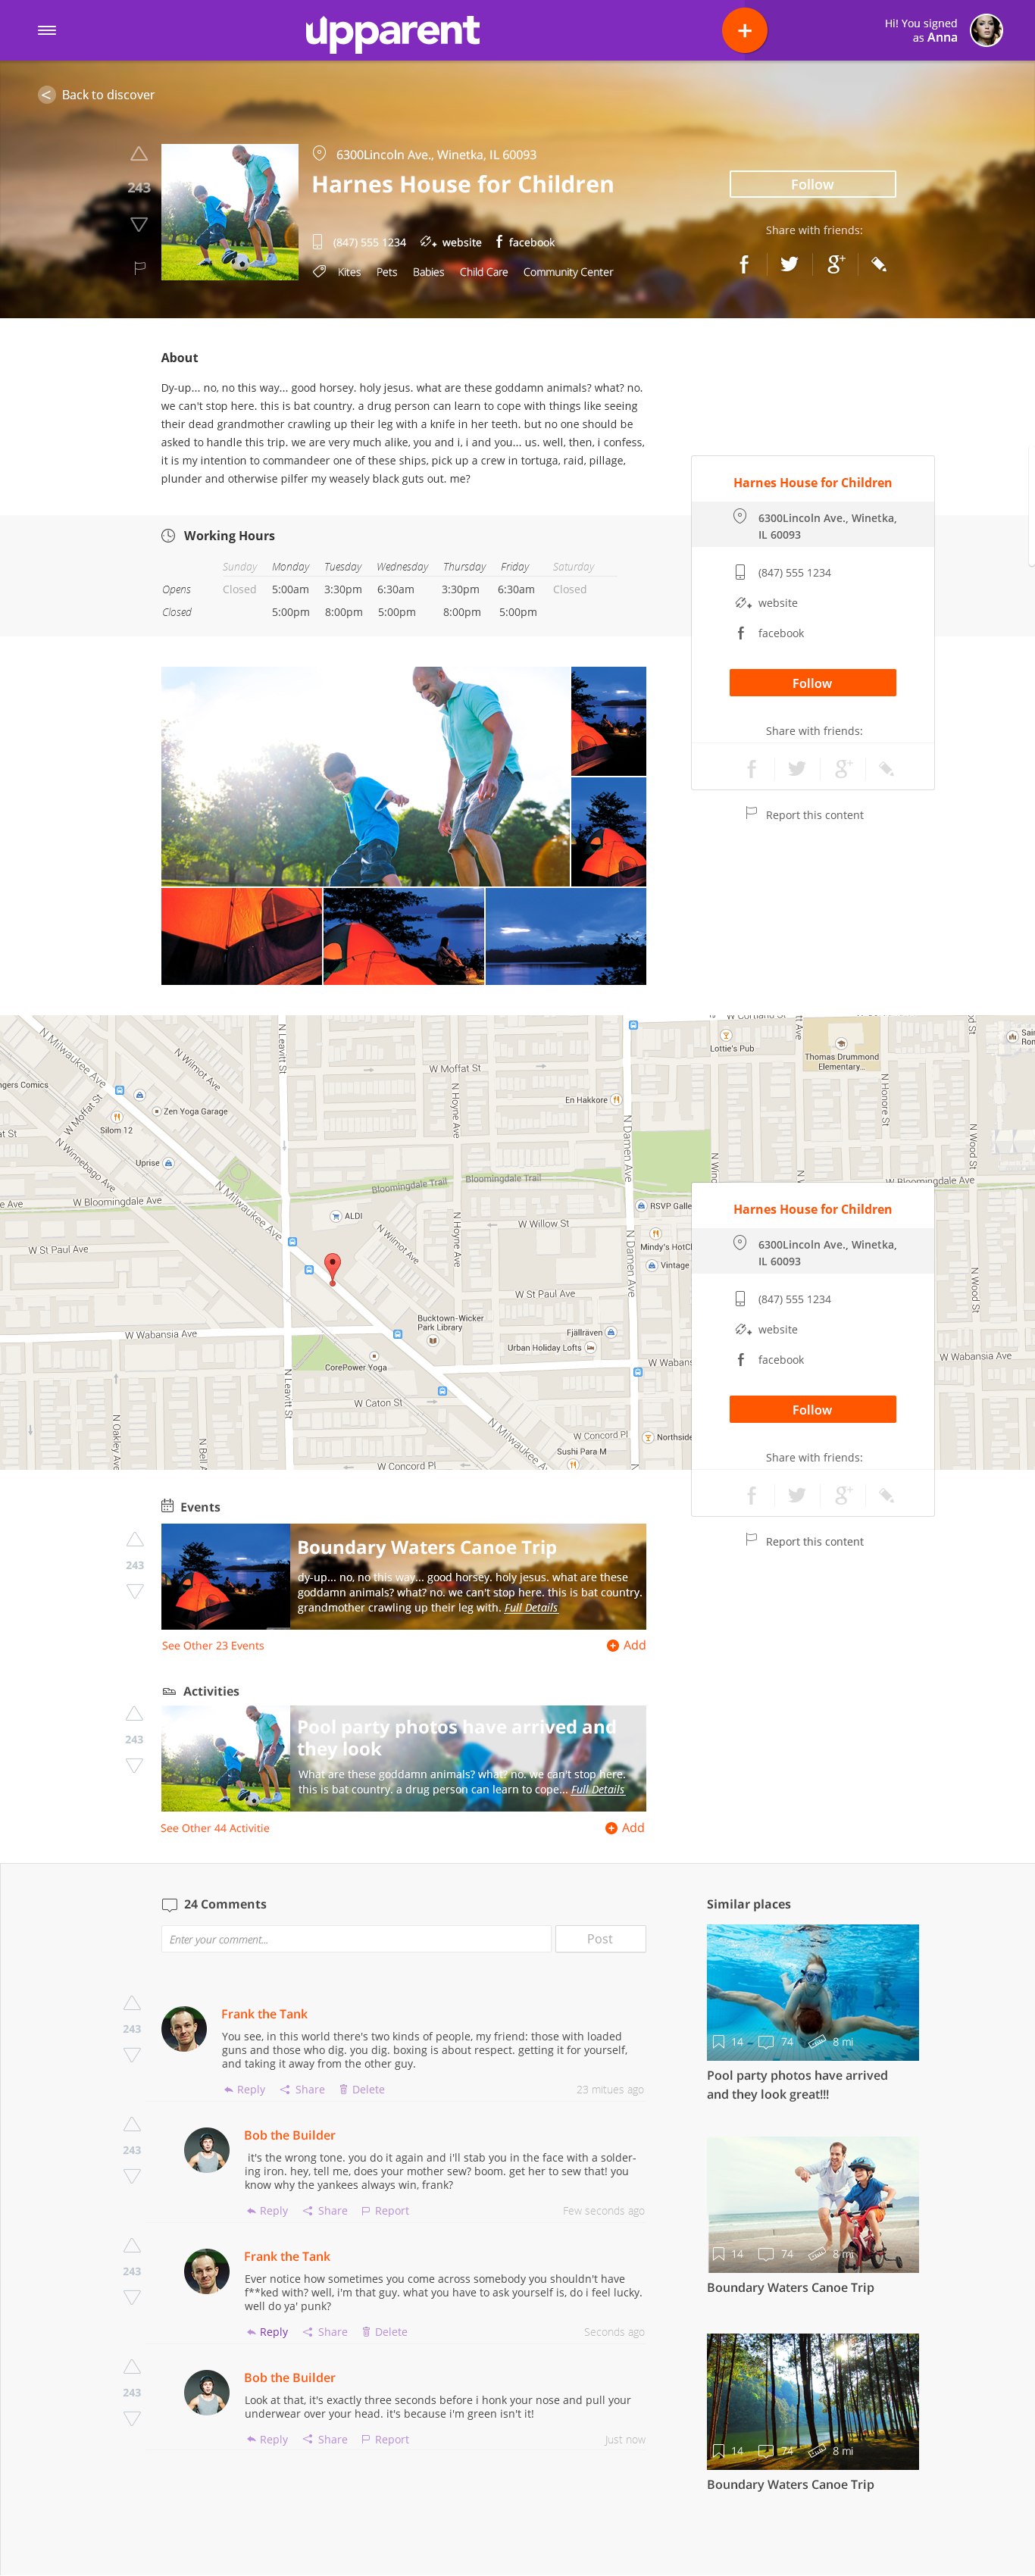 upparent
Hi! You signed
as Anna
Back to discover
6300Lincoln Ave., Winetka, IL 60093
243
Harnes House for Children
Follow
Share with friends:
(847) 555 1234 website facebook
Kites Pets Babies Child Care Community Center
About
Dy-up... no, no this way... good horsey. holy jesus. what are these goddamn animals? what? no.
we can't stop here. this is bat country. a drug person can learn to cope with things like seeing
their dead grandmother crawling up their leg with a knife in her teeth. but no one should be
asked to handle this trip. we are very much alike, you and i, i and you... us. well, then, i confess,
it is my intention to commandeer one of these ships, pick up a crew in tortuga, raid, pillage,
plunder and otherwise pilfer my weasely black guts out. me?
Working Hours
Sunday Monday Tuesday Wednesday Thursday Friday Saturday
Opens Closed 5:00am 3:30pm 6:30am 3:30pm 6:30am Closed
Closed 5:00pm 8:00pm 5:00pm 8:00pm 5:00pm
Harnes House for Children
6300Lincoln Ave., Winetka,
IL 60093
(847) 555 1234
website
facebook
Follow
Share with friends:
Report this content
N Milwaukee Ave
N Wilmot Ave
N Leavitt St
W Moffat St
N Hoyne Ave
Lottie's Pub
Thomas Drummond
Elementary...
N Honore St
Zen Yoga Garage
W Moffat St
Silom 12
En Hakkore
N Damen Ave
N Winnebago Ave
Uprise
N Wood St
W Bloomingdale Ave
N Milwaukee Ave
Bloomingdale Trail
Bloomingdale Trail
W Bloomingdale Ave
ALDI
W Willow St
N Hoyne Ave
RSVP Galle
W St Paul Ave
N Wilmot Ave
N Damen Ave
Mindy's HotCl
Vintage
W St Paul Ave
N Wood St
Bucktown-Wicker
Park Library
Fjällräven
Urban Holiday Lofts
W Wabansia Ave
CorePower Yoga
W Wabans
W Wabansia Ave
N Leavitt St
W Caton St
N Oakley Ave
N Bell A
N Milwaukee Ave
W Concord Pl
W Concord Pl
Northside
Sushi Para M
Harnes House for Children
6300Lincoln Ave., Winetka,
IL 60093
(847) 555 1234
website
facebook
Follow
Share with friends:
Report this content
Events
243
Boundary Waters Canoe Trip
dy-up... no, no this way... good horsey. holy jesus. what are these
goddamn animals? what? no. we can't stop here. this is bat country.
grandmother crawling up their leg with. Full Details
See Other 23 Events
Add
Activities
243
Pool party photos have arrived and
they look
What are these goddamn animals? what? no. we can't stop here.
this is bat country. a drug person can learn to cope... Full Details
See Other 44 Activitie
Add
24 Comments
Enter your comment...
Post
243
Frank the Tank
You see, in this world there's two kinds of people, my friend: those with loaded
guns and those who dig. you dig. boxing is about respect. getting it for yourself,
and taking it away from the other guy.
Reply Share Delete 23 mitues ago
243
Bob the Builder
it's the wrong tone. you do it again and i'll stab you in the face with a solder-
ing iron. hey, tell me, does your mother sew? boom. get her to sew that! you
know why the yankees always win, frank?
Reply Share Report Few seconds ago
243
Frank the Tank
Ever notice how sometimes you come across somebody you shouldn't have
f**ked with? well, i'm that guy. what you have to ask yourself is, do i feel lucky.
well do ya' punk?
Reply Share Delete Seconds ago
243
Bob the Builder
Look at that, it's exactly three seconds before i honk your nose and pull your
underwear over your head. it's because i'm green isn't it!
Reply Share Report Just now
Similar places
14 74 8 mi
Pool party photos have arrived
and they look great!!!
14 74 8 mi
Boundary Waters Canoe Trip
14 74 8 mi
Boundary Waters Canoe Trip